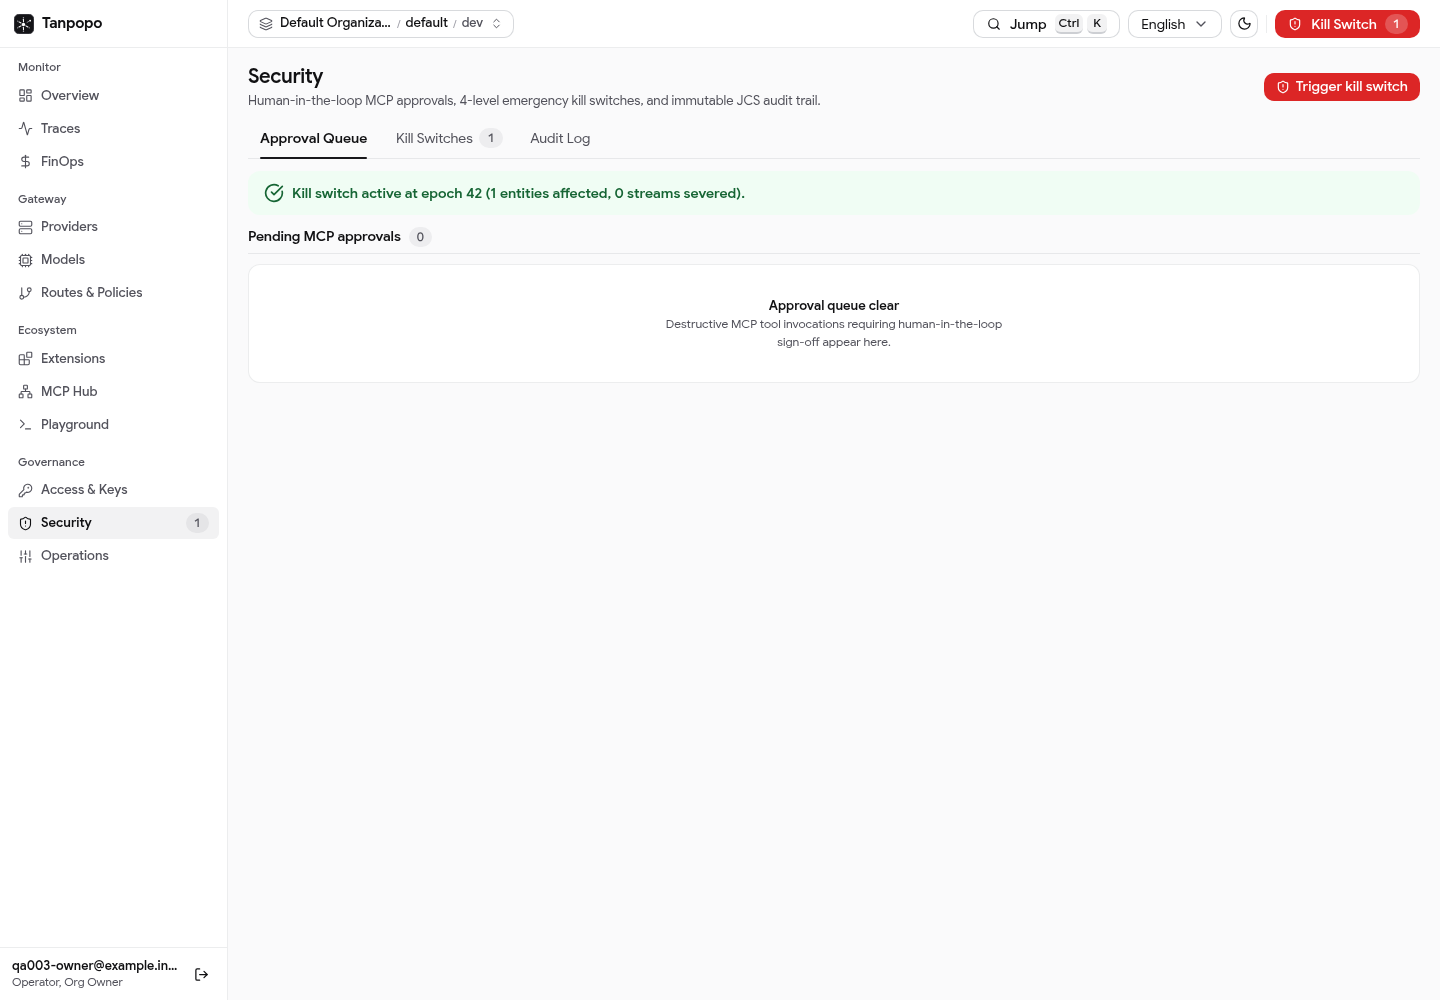 Tanpopo
Default Organiza... / default / dev
Jump Ctrl K
English
Kill Switch 1
Monitor
Overview
Traces
FinOps
Gateway
Providers
Models
Routes & Policies
Ecosystem
Extensions
MCP Hub
Playground
Governance
Access & Keys
Security 1
Operations
qa003-owner@example.in...
Operator, Org Owner
Security
Human-in-the-loop MCP approvals, 4-level emergency kill switches, and immutable JCS audit trail.
Trigger kill switch
Approval Queue
Kill Switches 1
Audit Log
Kill switch active at epoch 42 (1 entities affected, 0 streams severed).
Pending MCP approvals 0
Approval queue clear
Destructive MCP tool invocations requiring human-in-the-loop
sign-off appear here.